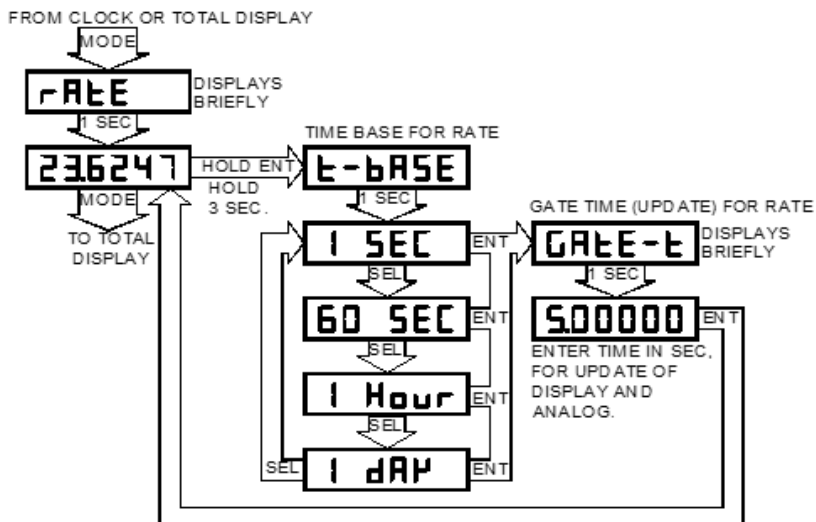 FROM CLOCK OR TOTAL DISPLAY
MODE
rAtE
DISPLAYS
BRIEFLY
1 SEC
23.6247
HOLD ENT
HOLD
3 SEC.
MODE
TO TOTAL
DISPLAY
TIME BASE FOR RATE
t-bASE
1 SEC
1 SEC
ENT
SEL
60 SEC
ENT
SEL
1 Hour
ENT
SEL
1 dAY
ENT
SEL
GATE TIME (UPDATE) FOR RATE
GAtE-t
DISPLAYS
BRIEFLY
1 SEC
5.00000
ENT
ENTER TIME IN SEC,
FOR UPDATE OF
DISPLAY AND
ANALOG.